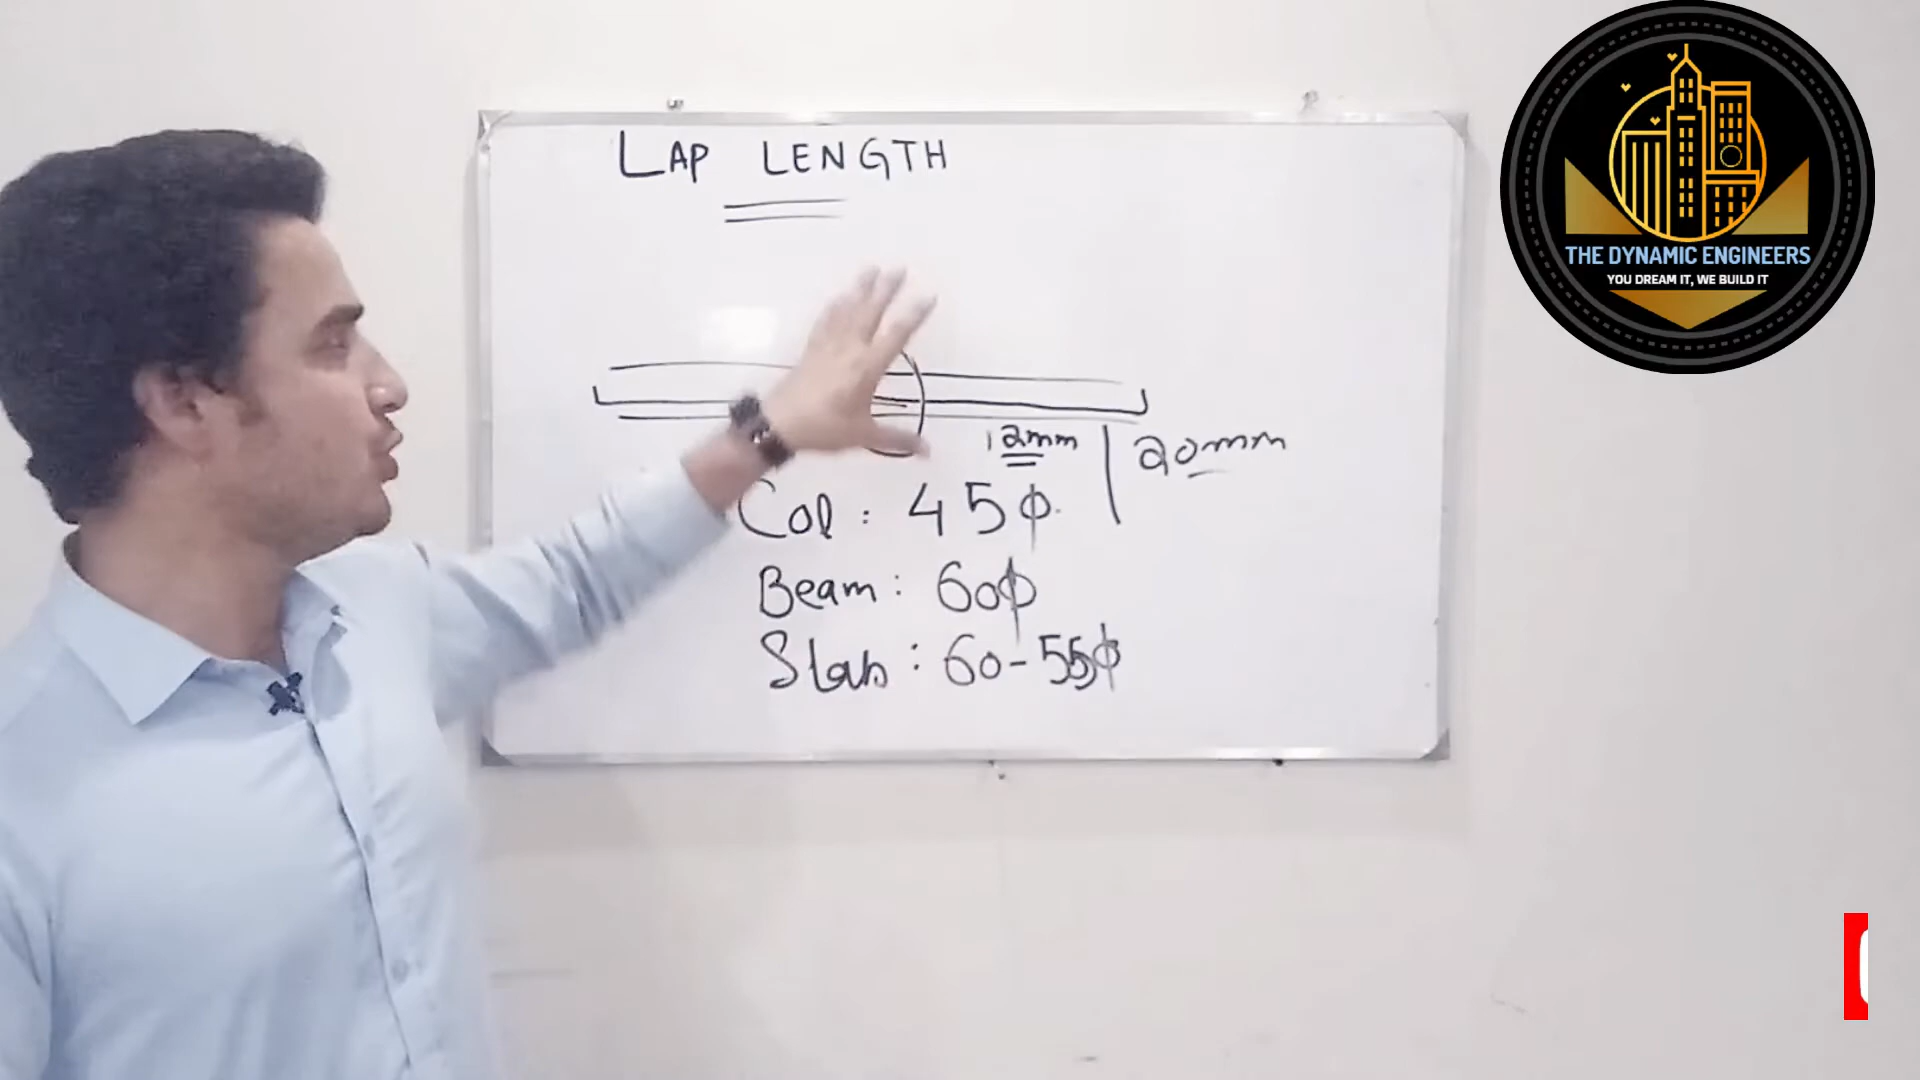 LAP LENGTH
12mm
20mm
Col : 45ϕ
Beam : 60ϕ
Slab : 60-55ϕ
THE DYNAMIC ENGINEERS
YOU DREAM IT, WE BUILD IT